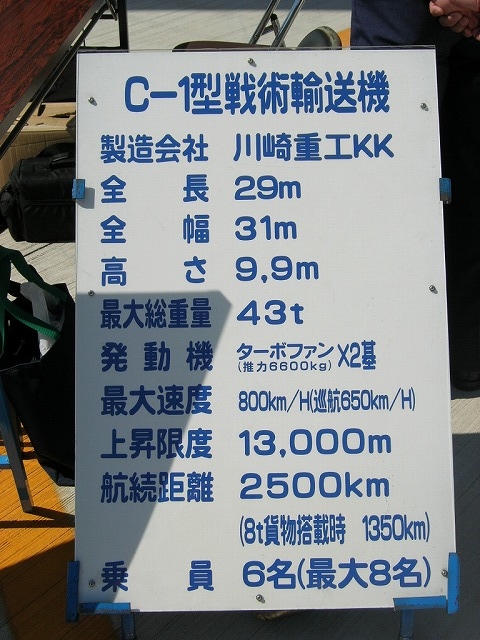 C-1型戦術輸送機
製造会社 川崎重工KK
全長 29m
全幅 31m
高さ 9,9m
最大総重量 43t
発動機 ターボファン(推力6600kg)X2基
最大速度 800km/H(巡航650km/H)
上昇限度 13,000m
航続距離 2500km
(8t貨物搭載時 1350km)
乗員 6名(最大8名)